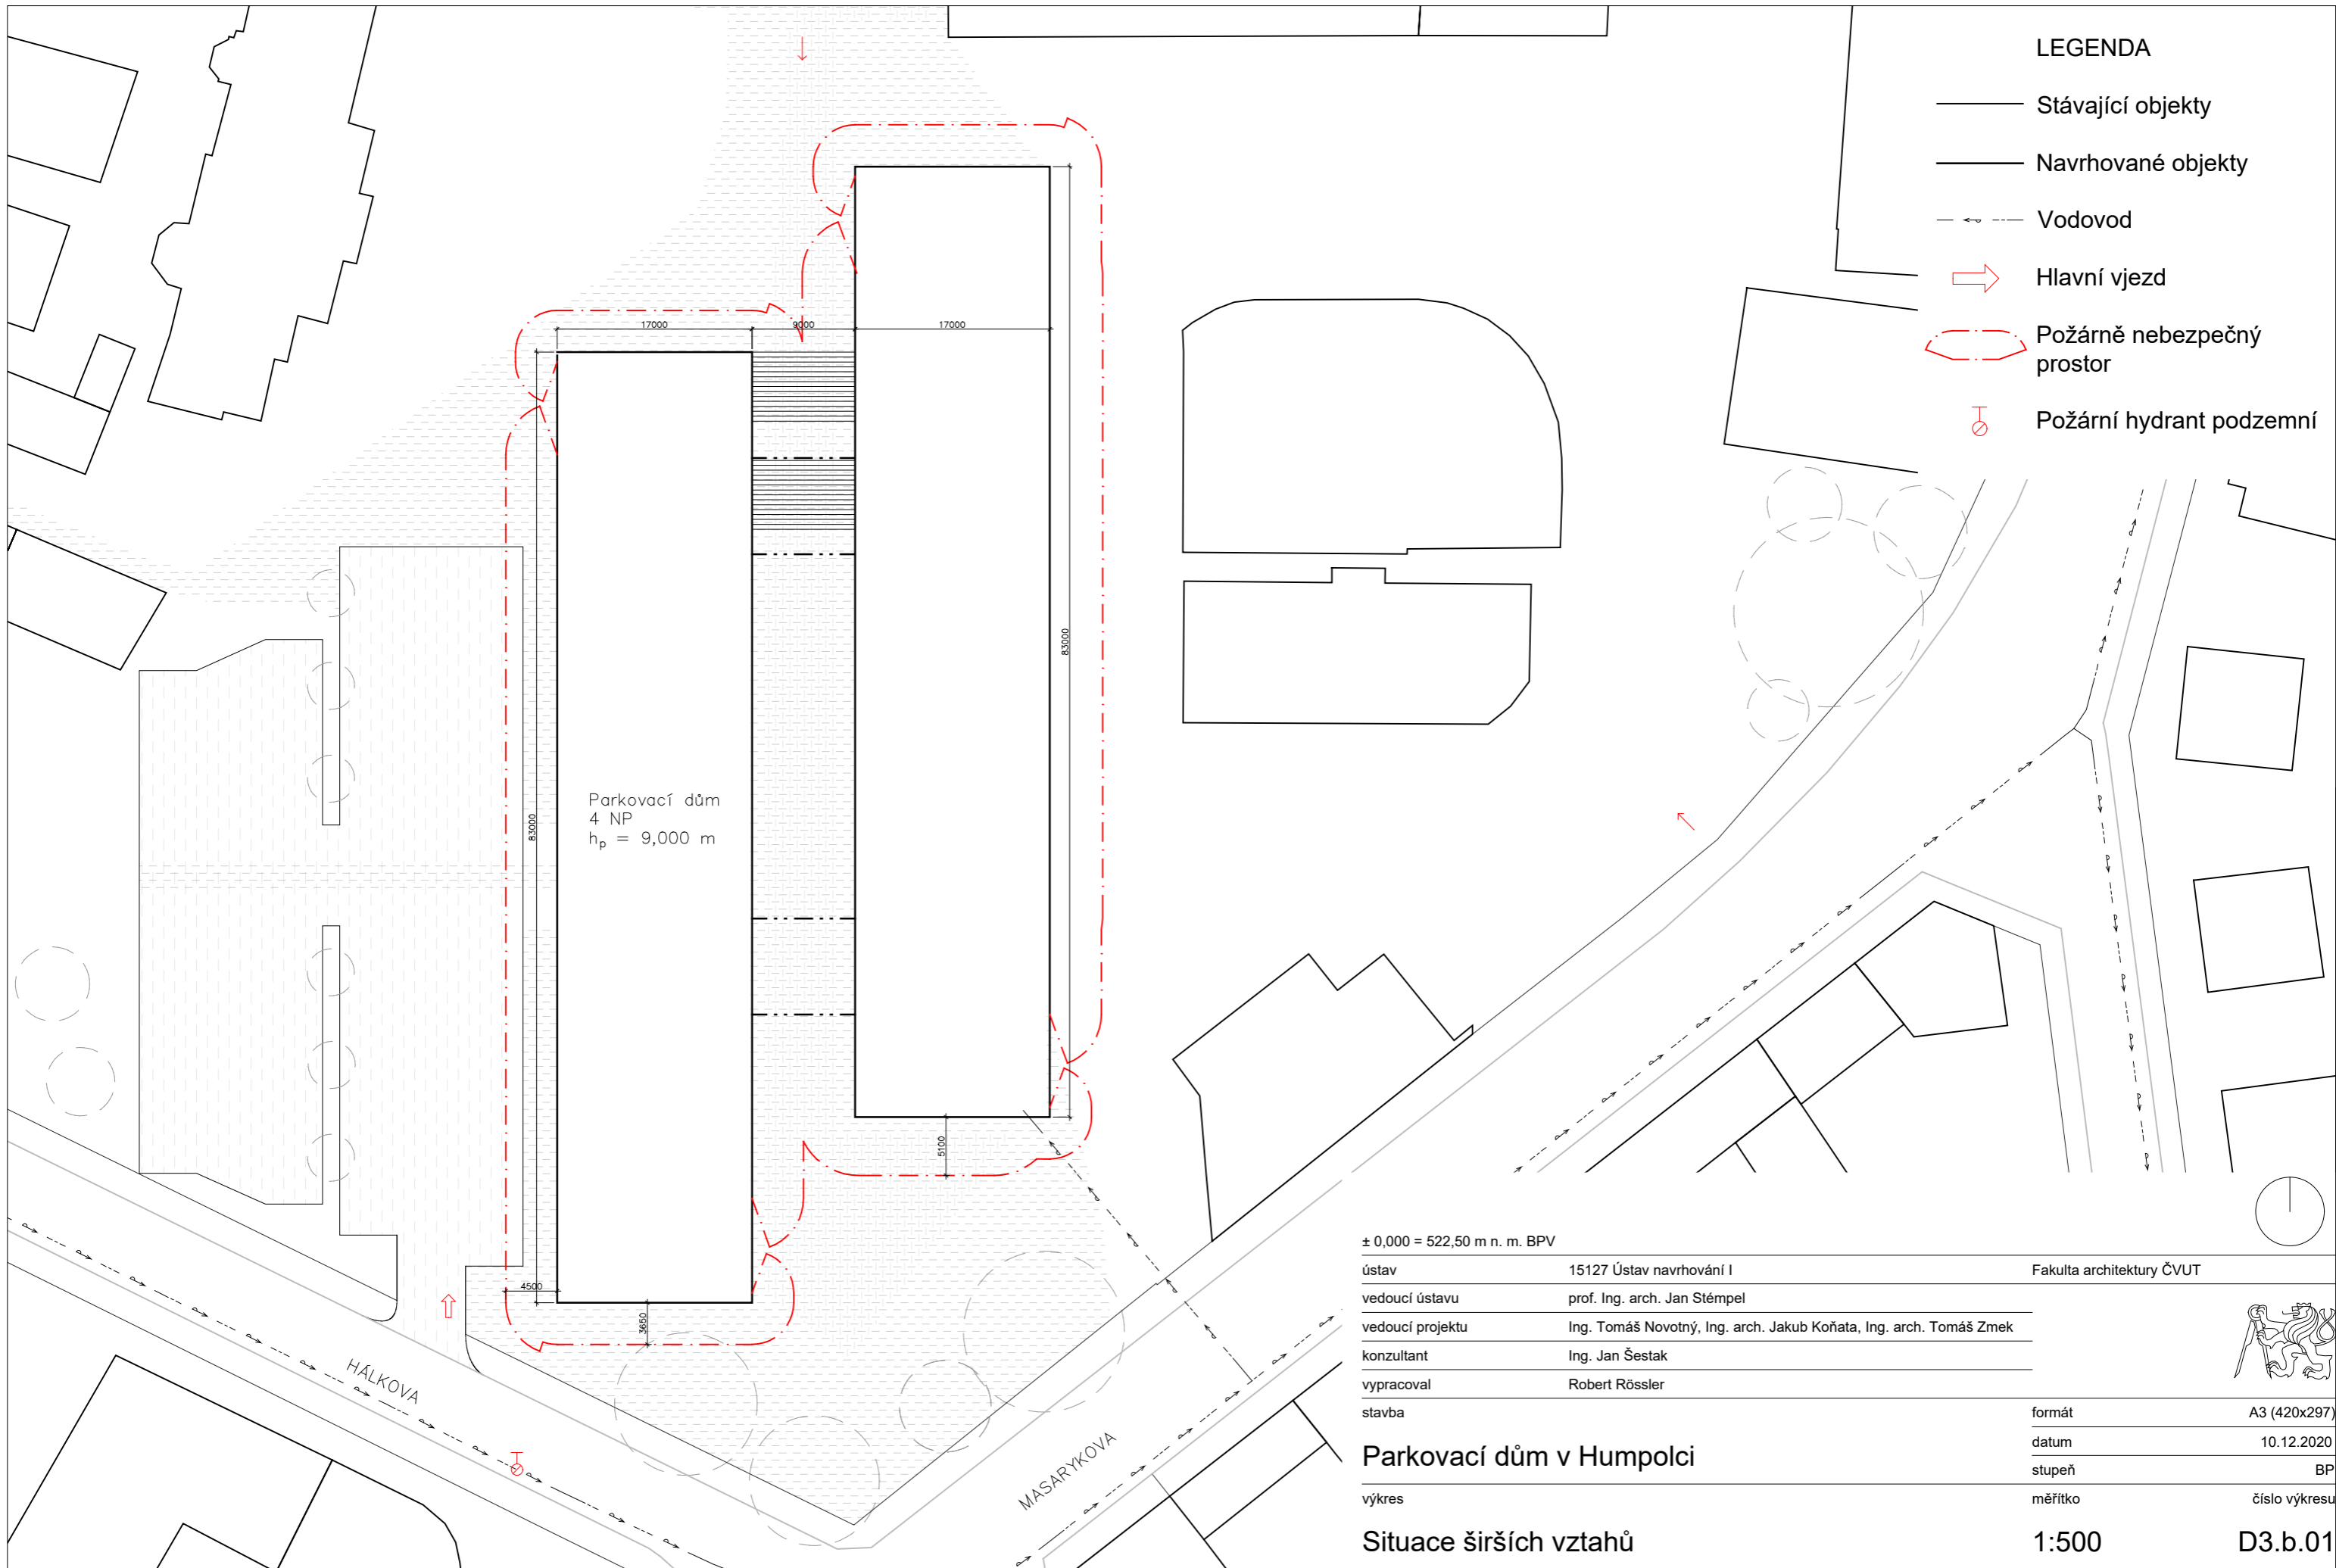 LEGENDA
Stávající objekty
Navrhované objekty
Vodovod
Hlavní vjezd
Požárně nebezpečný
prostor
Požární hydrant podzemní
17000
9000
17000
83000
83000
Parkovací dům
4 NP
hp = 9,000 m
5100
4500
3650
HÁLKOVA
MASARYKOVA
± 0,000 = 522,50 m n. m. BPV
ústav 15127 Ústav navrhování I Fakulta architektury ČVUT
vedoucí ústavu prof. Ing. arch. Jan Stémpel
vedoucí projektu Ing. Tomáš Novotný, Ing. arch. Jakub Koňata, Ing. arch. Tomáš Zmek
konzultant Ing. Jan Šestak
vypracoval Robert Rössler
stavba formát A3 (420x297)
Parkovací dům v Humpolci datum 10.12.2020
stupeň BP
výkres měřítko číslo výkresu
Situace širších vztahů 1:500 D3.b.01